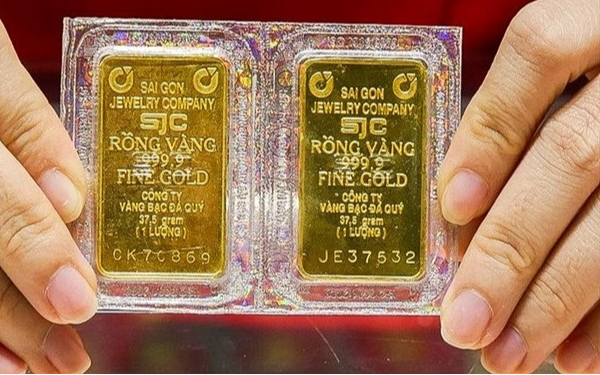 SAI GON
JEWELRY COMPANY
SJC
RỒNG VÀNG
999.9
FINE GOLD
CÔNG TY
VÀNG BẠC ĐÁ QUÝ
37,5 gram
( 1 LƯỢNG )
CK70869
SAI GON
JEWELRY COMPANY
SJC
RỒNG VÀNG
999.9
FINE GOLD
CÔNG TY
VÀNG BẠC ĐÁ QUÝ
37,5 gram
( 1 LƯỢNG )
JE37532